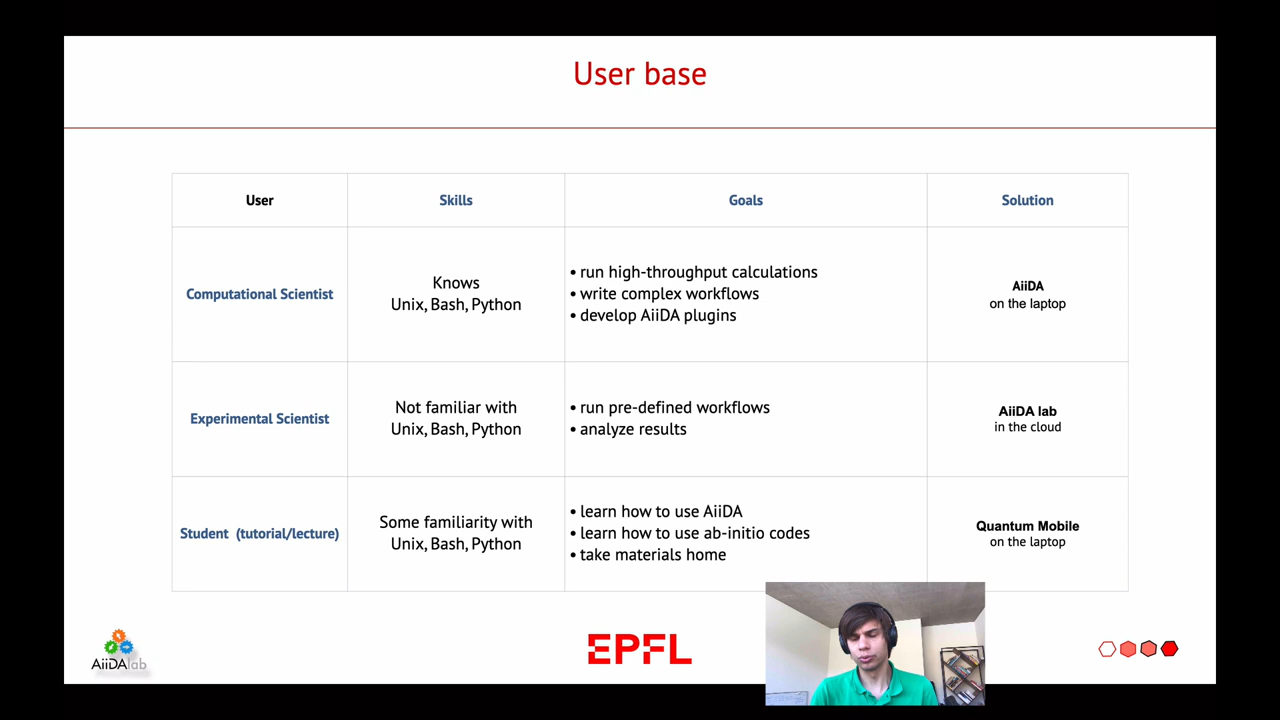 User base
User
Skills
Goals
Solution
Computational Scientist
Knows
Unix, Bash, Python
• run high-throughput calculations
• write complex workflows
• develop AiiDA plugins
AiiDA
on the laptop
Experimental Scientist
Not familiar with
Unix, Bash, Python
• run pre-defined workflows
• analyze results
AiiDA lab
in the cloud
Student (tutorial/lecture)
Some familiarity with
Unix, Bash, Python
• learn how to use AiiDA
• learn how to use ab-initio codes
• take materials home
Quantum Mobile
on the laptop
AiiDAlab
EPFL